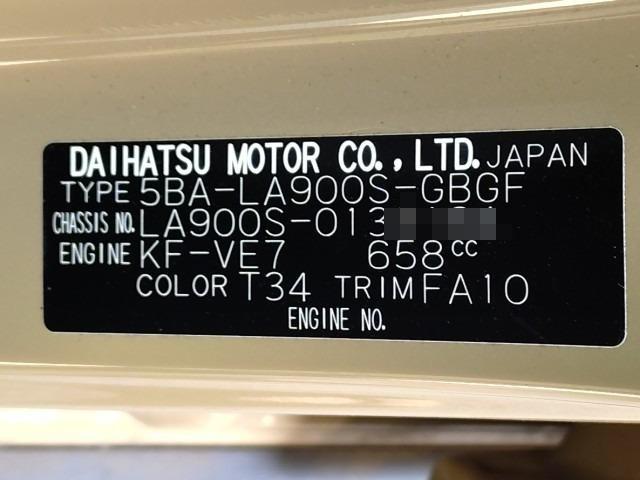 DAIHATSU MOTOR CO., LTD. JAPAN
TYPE 5BA-LA900S-GBGF
CHASSIS NO. LA900S-013
ENGINE KF-VE7 658cc
COLOR T34 TRIM FA10
ENGINE NO.